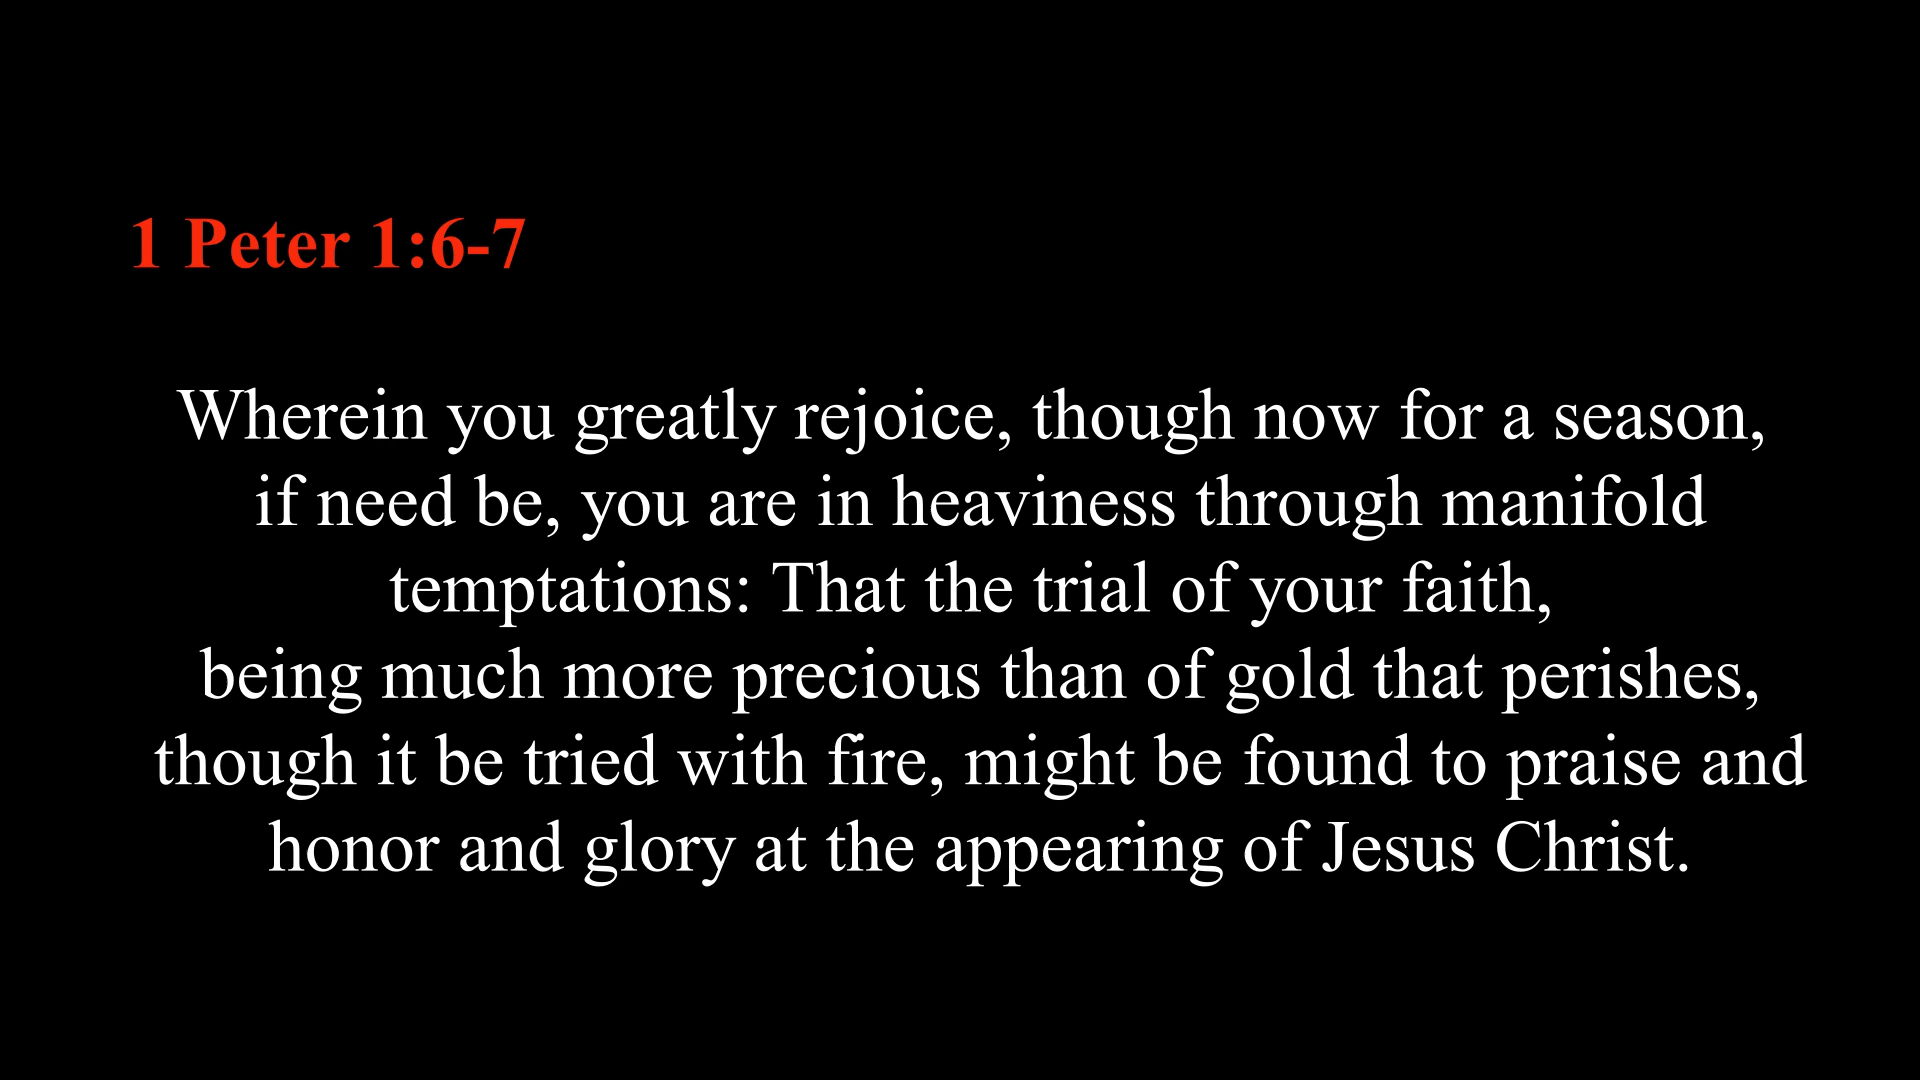 1 Peter 1:6-7
Wherein you greatly rejoice, though now for a season,
if need be, you are in heaviness through manifold
temptations: That the trial of your faith,
being much more precious than of gold that perishes,
though it be tried with fire, might be found to praise and
honor and glory at the appearing of Jesus Christ.